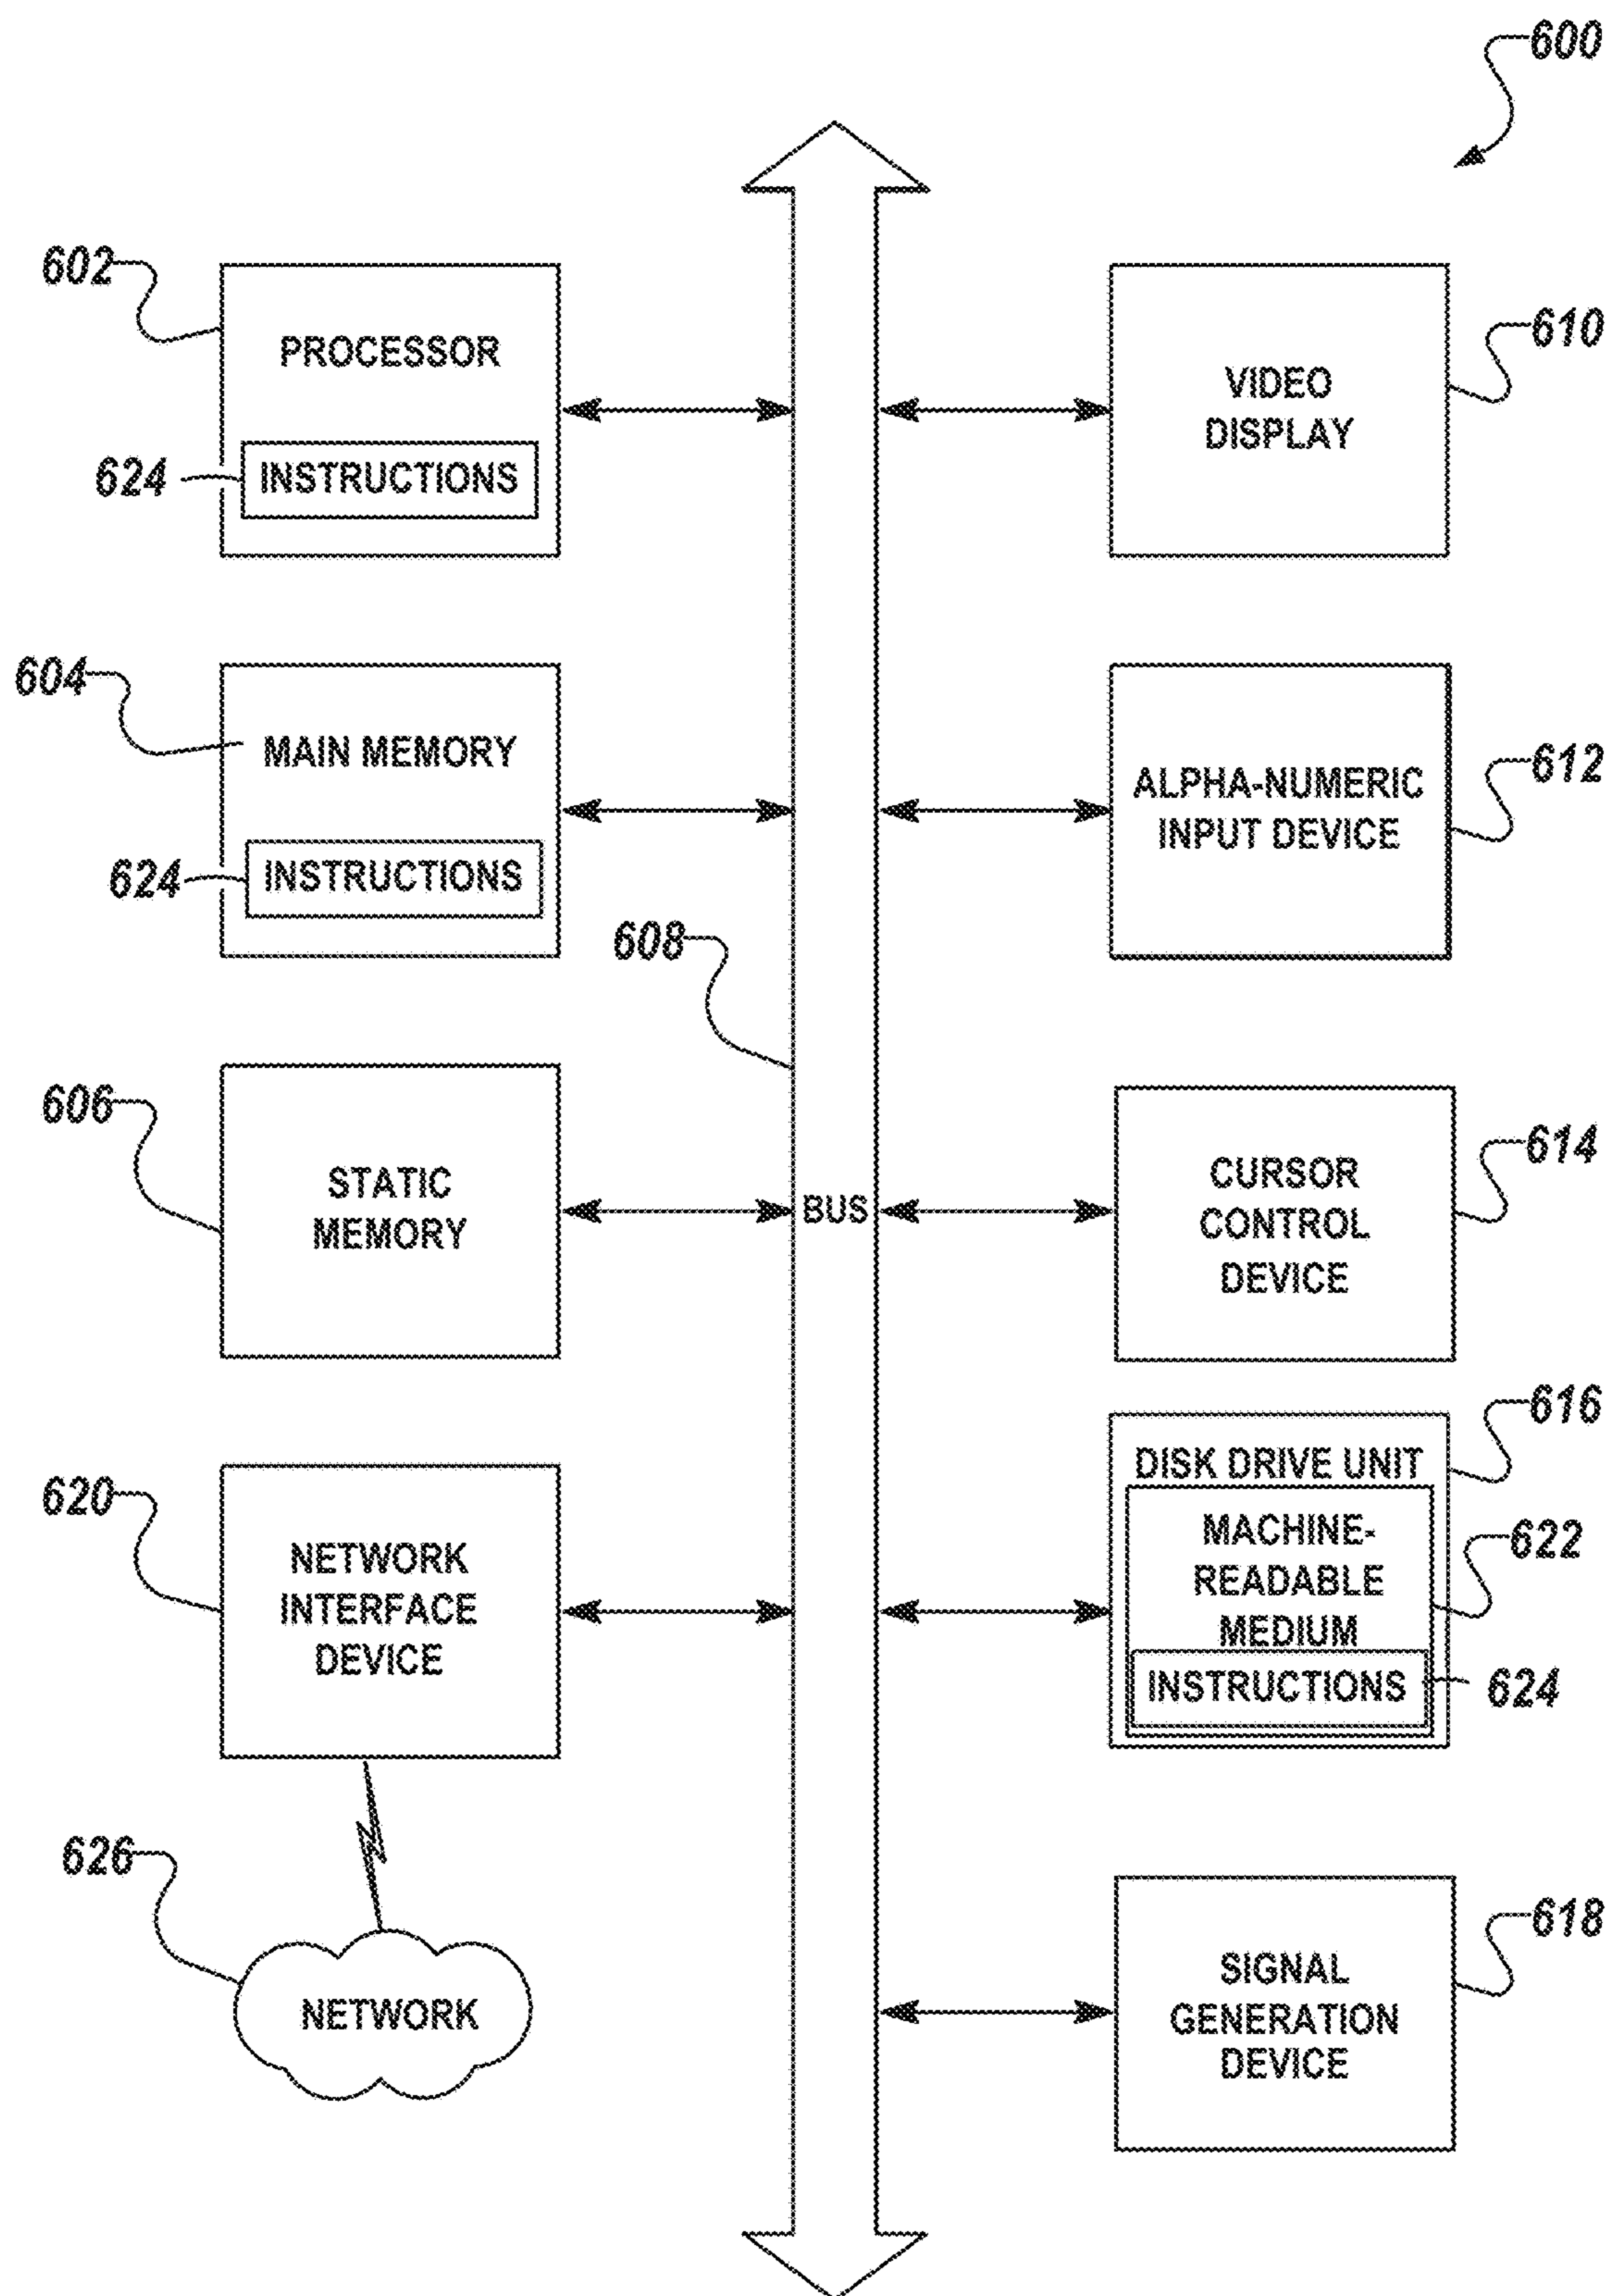 600
602
PROCESSOR
624
INSTRUCTIONS
610
VIDEO
DISPLAY
604
MAIN MEMORY
624
INSTRUCTIONS
612
ALPHA-NUMERIC
INPUT DEVICE
608
BUS
606
STATIC
MEMORY
614
CURSOR
CONTROL
DEVICE
620
NETWORK
INTERFACE
DEVICE
616
DISK DRIVE UNIT
MACHINE-
READABLE
MEDIUM
622
INSTRUCTIONS
624
626
NETWORK
618
SIGNAL
GENERATION
DEVICE